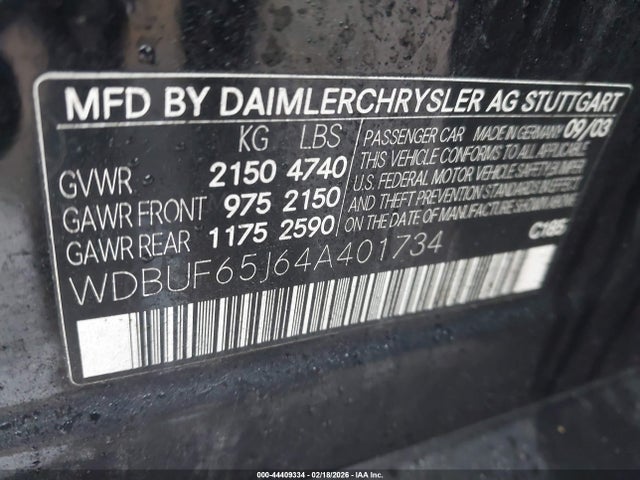 MFD BY DAIMLERCHRYSLER AG STUTTGART
KG LBS
GVWR 2150 4740
GAWR FRONT 975 2150
GAWR REAR 1175 2590
PASSENGER CAR MADE IN GERMANY 09/03
THIS VEHICLE CONFORMS TO ALL APPLICABLE
U.S. FEDERAL MOTOR VEHICLE SAFETY, BUMPER,
AND THEFT PREVENTION STANDARDS IN EFFECT
ON THE DATE OF MANUFACTURE SHOWN ABOVE.
WDBUF65J64A401734
000-44409334 - 02/18/2026 - IAA Inc.